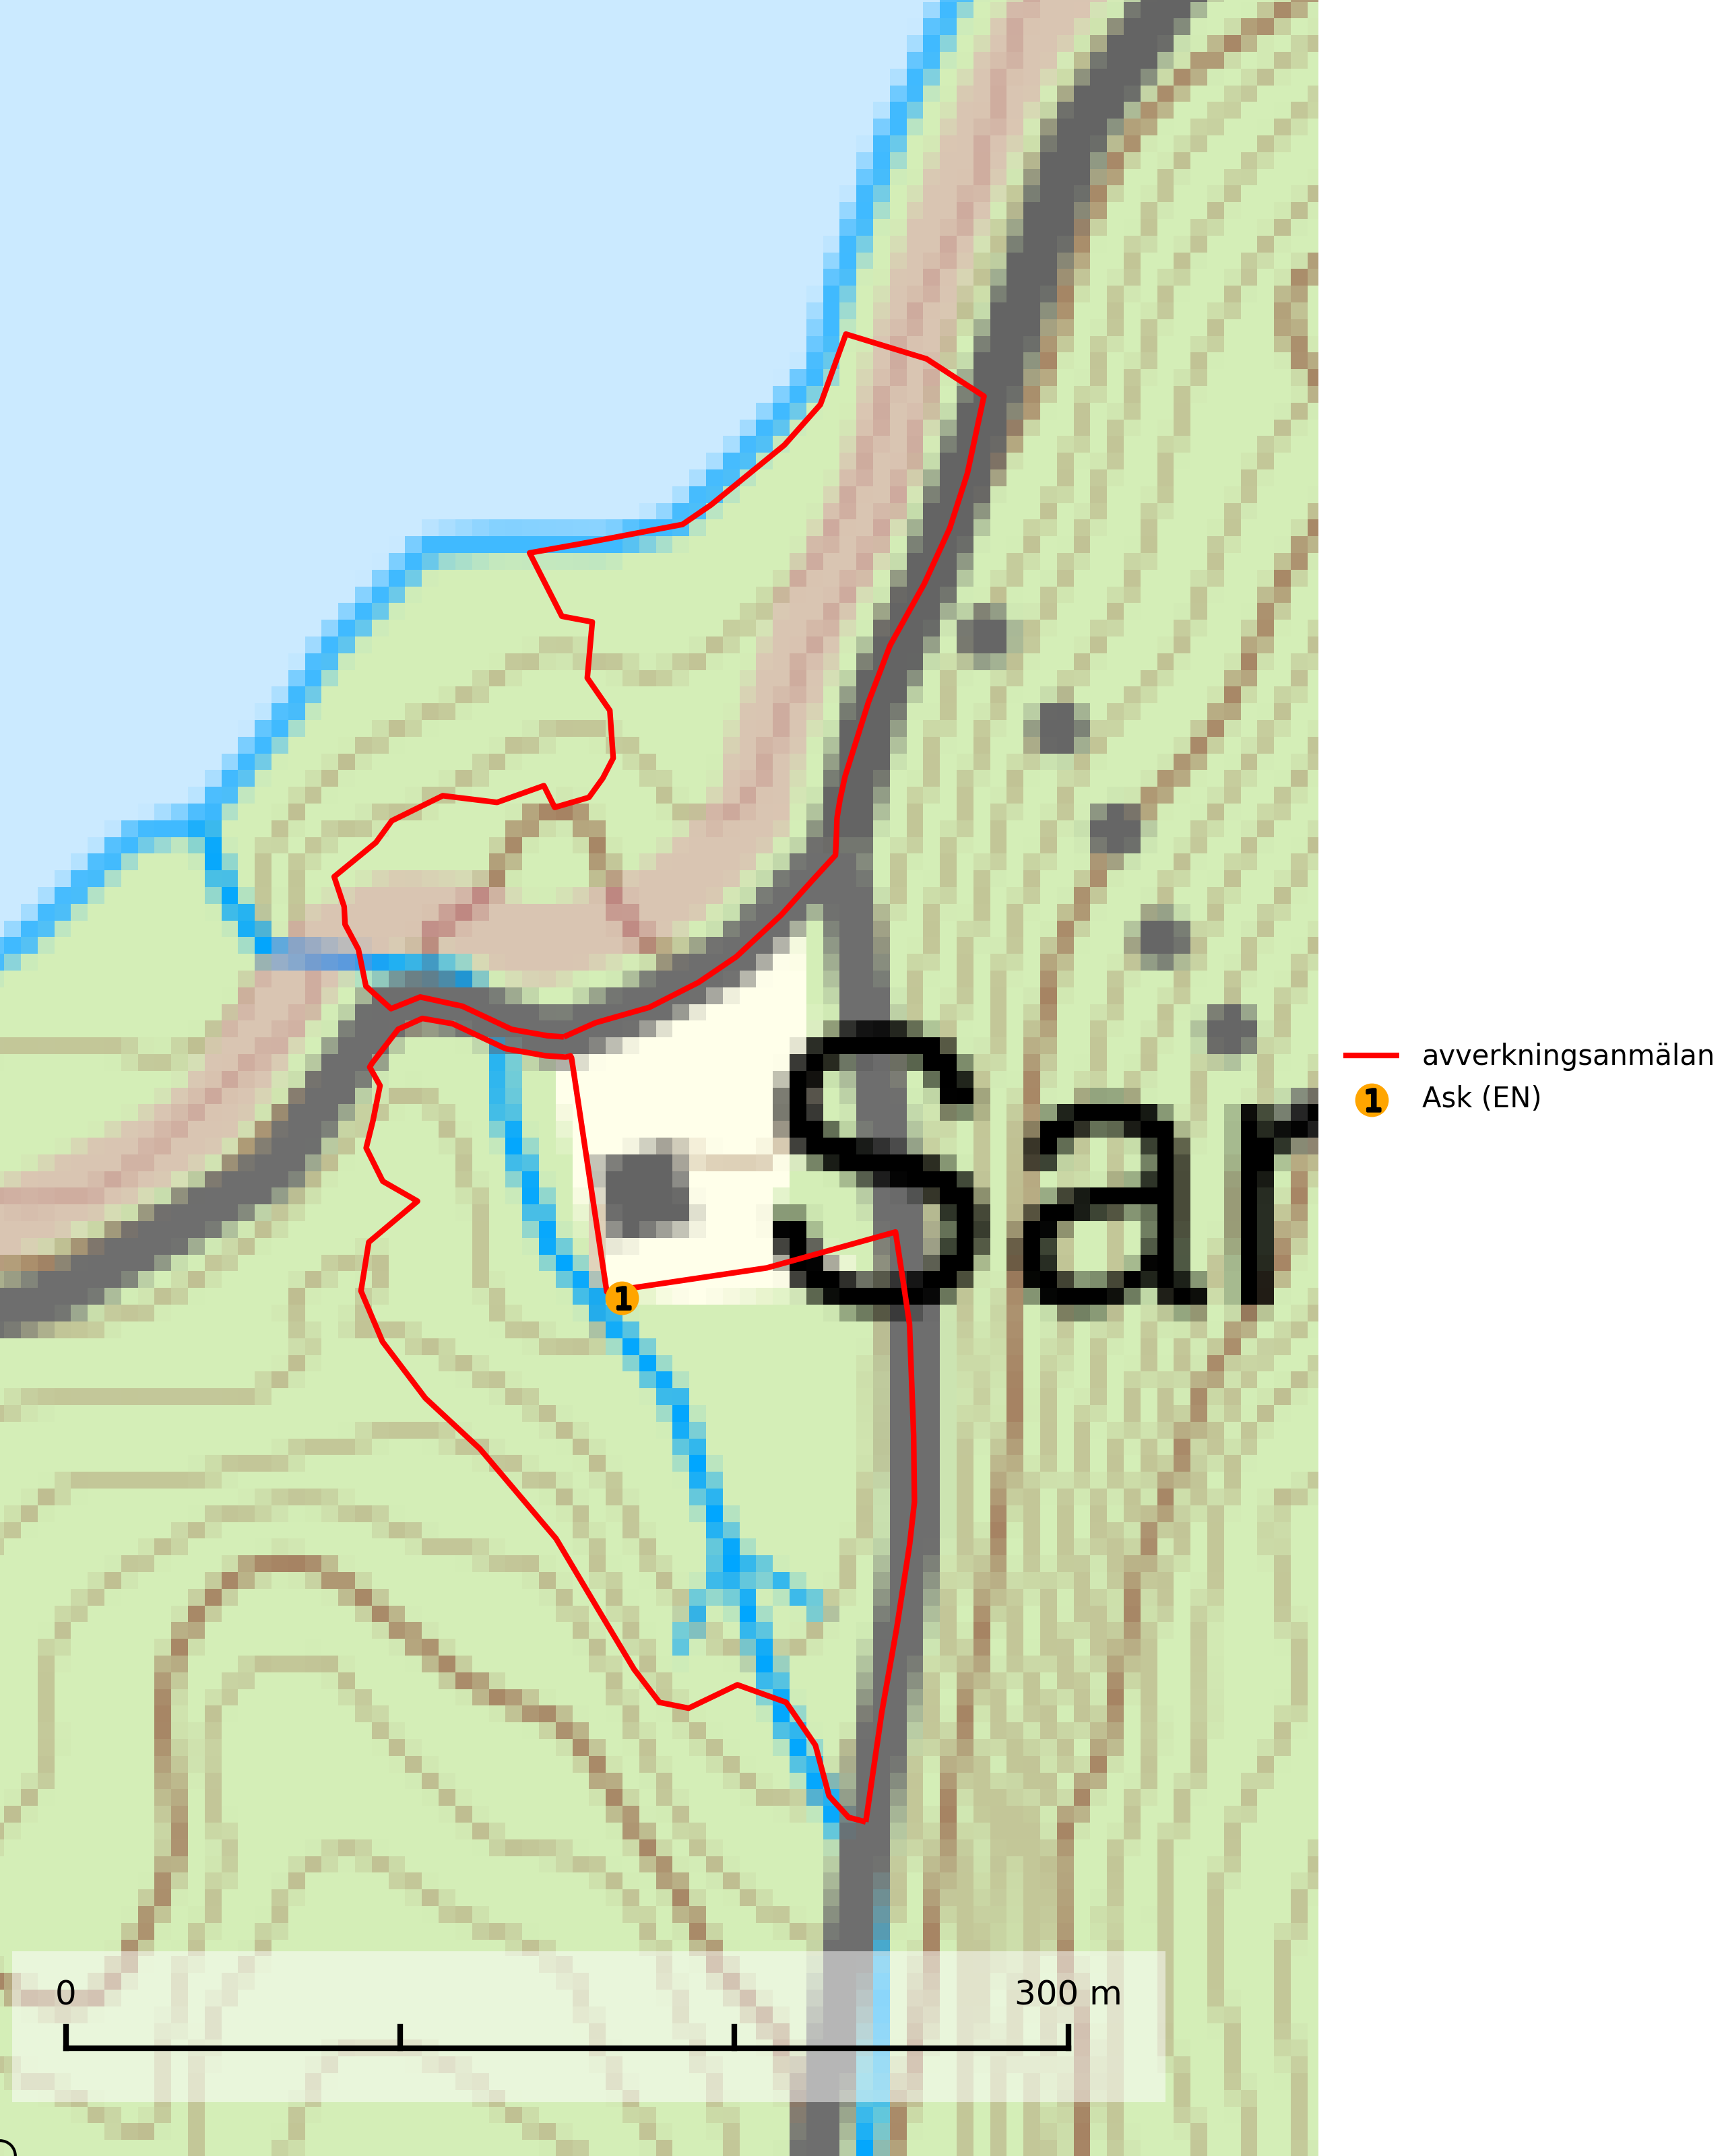 avverkningsanmälan
1 Ask (EN)
1
Sar
0 300 m